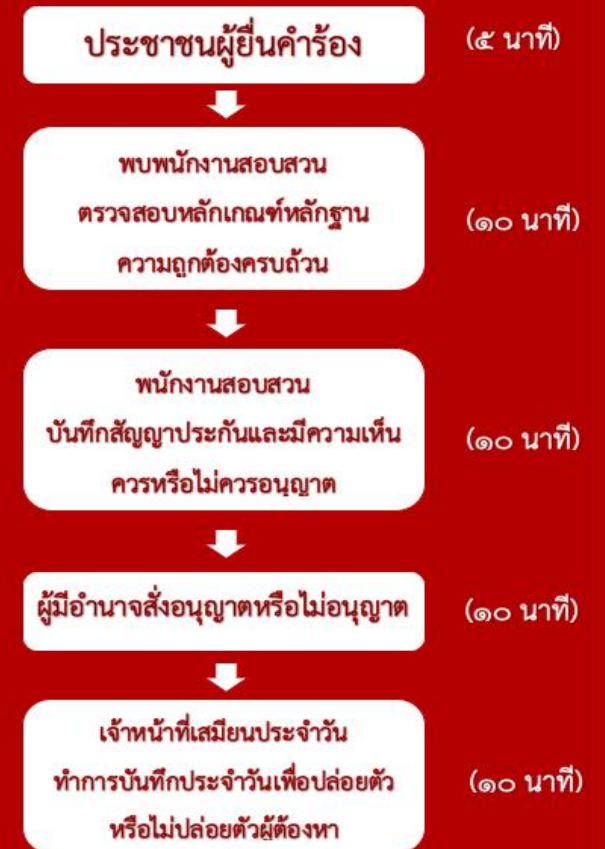 ประชาชนผู้ยื่นคำร้อง (๕ นาที)
พบพนักงานสอบสวน
ตรวจสอบหลักเกณฑ์หลักฐาน (๑๐ นาที)
ความถูกต้องครบถ้วน
พนักงานสอบสวน
บันทึกสัญญาประกันและมีความเห็น (๑๐ นาที)
ควรหรือไม่ควรอนุญาต
ผู้มีอำนาจสั่งอนุญาตหรือไม่อนุญาต (๑๐ นาที)
เจ้าหน้าที่เสมียนประจำวัน
ทำการบันทึกประจำวันเพื่อปล่อยตัว (๑๐ นาที)
หรือไม่ปล่อยตัวผู้ต้องหา